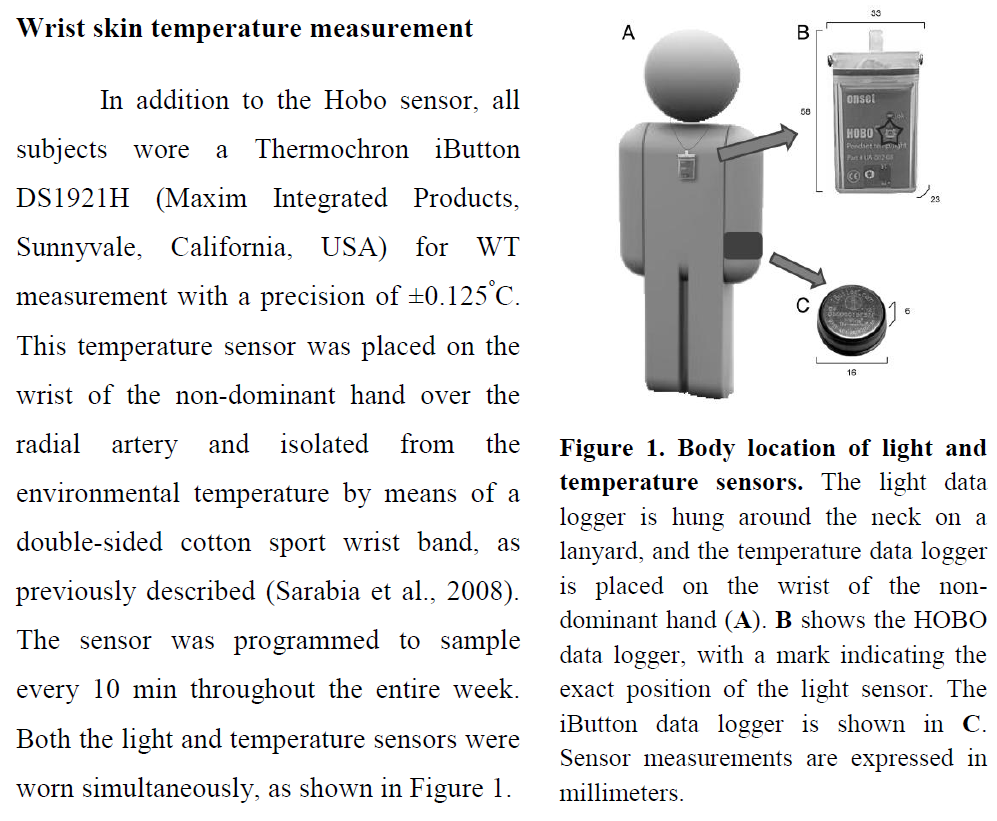 Wrist skin temperature measurement
In addition to the Hobo sensor, all
subjects wore a Thermochron iButton
DS1921H (Maxim Integrated Products,
Sunnyvale, California, USA) for WT
measurement with a precision of ±0.125°C.
This temperature sensor was placed on the
wrist of the non-dominant hand over the
radial artery and isolated from the
environmental temperature by means of a
double-sided cotton sport wrist band, as
previously described (Sarabia et al., 2008).
The sensor was programmed to sample
every 10 min throughout the entire week.
Both the light and temperature sensors were
worn simultaneously, as shown in Figure 1.
A
B
33
58
23
onset
HOBO
Pendant temp/light
C
6
16
Figure 1. Body location of light and
temperature sensors. The light data
logger is hung around the neck on a
lanyard, and the temperature data logger
is placed on the wrist of the non-
dominant hand (A). B shows the HOBO
data logger, with a mark indicating the
exact position of the light sensor. The
iButton data logger is shown in C.
Sensor measurements are expressed in
millimeters.